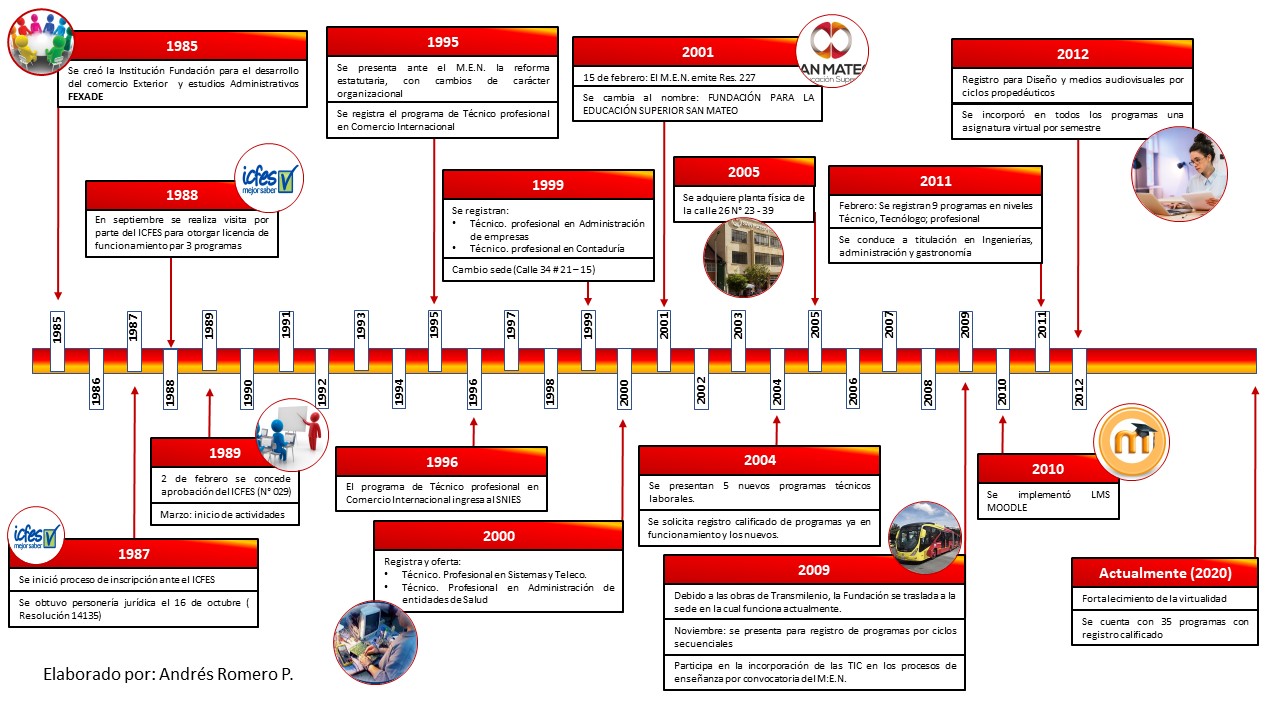 1985
Se creó la Institución Fundación para el desarrollo
del comercio Exterior y estudios Administrativos
FEXADE
1995
Se presenta ante el M.E.N. la reforma
estatutaria, con cambios de carácter
organizacional
Se registra el programa de Técnico profesional
en Comercio Internacional
2001
15 de febrero: El M.E.N. emite Res. 227
Se cambia al nombre: FUNDACIÓN PARA LA
EDUCACIÓN SUPERIOR SAN MATEO
AN MATEO
cación Super
2012
Registro para Diseño y medios audiovisuales por
ciclos propedéuticos
Se incorporó en todos los programas una
asignatura virtual por semestre
1988
En septiembre se realiza visita por
parte del ICFES para otorgar licencia de
funcionamiento par 3 programas
icfes
mejor saber
1999
Se registran:
• Técnico. profesional en Administración
de empresas
• Técnico. profesional en Contaduría
Cambio sede (Calle 34 # 21 – 15)
2005
Se adquiere planta física de
la calle 26 N° 23 - 39
2011
Febrero: Se registran 9 programas en niveles
Técnico, Tecnólogo; profesional
Se conduce a titulación en Ingenierías,
administración y gastronomía
1985
1987
1989
1991
1993
1995
1997
1999
2001
2003
2005
2007
2009
2011
1986
1988
1990
1992
1994
1996
1998
2000
2002
2004
2006
2008
2010
2012
1989
2 de febrero se concede
aprobación del ICFES (N° 029)
Marzo: inicio de actividades
1996
El programa de Técnico profesional en
Comercio Internacional ingresa al SNIES
2004
Se presentan 5 nuevos programas técnicos
laborales.
Se solicita registro calificado de programas ya en
funcionamiento y los nuevos.
2010
Se implementó LMS
MOODLE
m
icfes
mejor saber
1987
Se inició proceso de inscripción ante el ICFES
Se obtuvo personería jurídica el 16 de octubre (
Resolución 14135)
2000
Registra y oferta:
• Técnico. Profesional en Sistemas y Teleco.
• Técnico. Profesional en Administración de
entidades de Salud
2009
Debido a las obras de Transmilenio, la Fundación se traslada a la
sede en la cual funciona actualmente.
Noviembre: se presenta para registro de programas por ciclos
secuenciales
Participa en la incorporación de las TIC en los procesos de
enseñanza por convocatoria del M:E.N.
Actualmente (2020)
Fortalecimiento de la virtualidad
Se cuenta con 35 programas con
registro calificado
Elaborado por: Andrés Romero P.